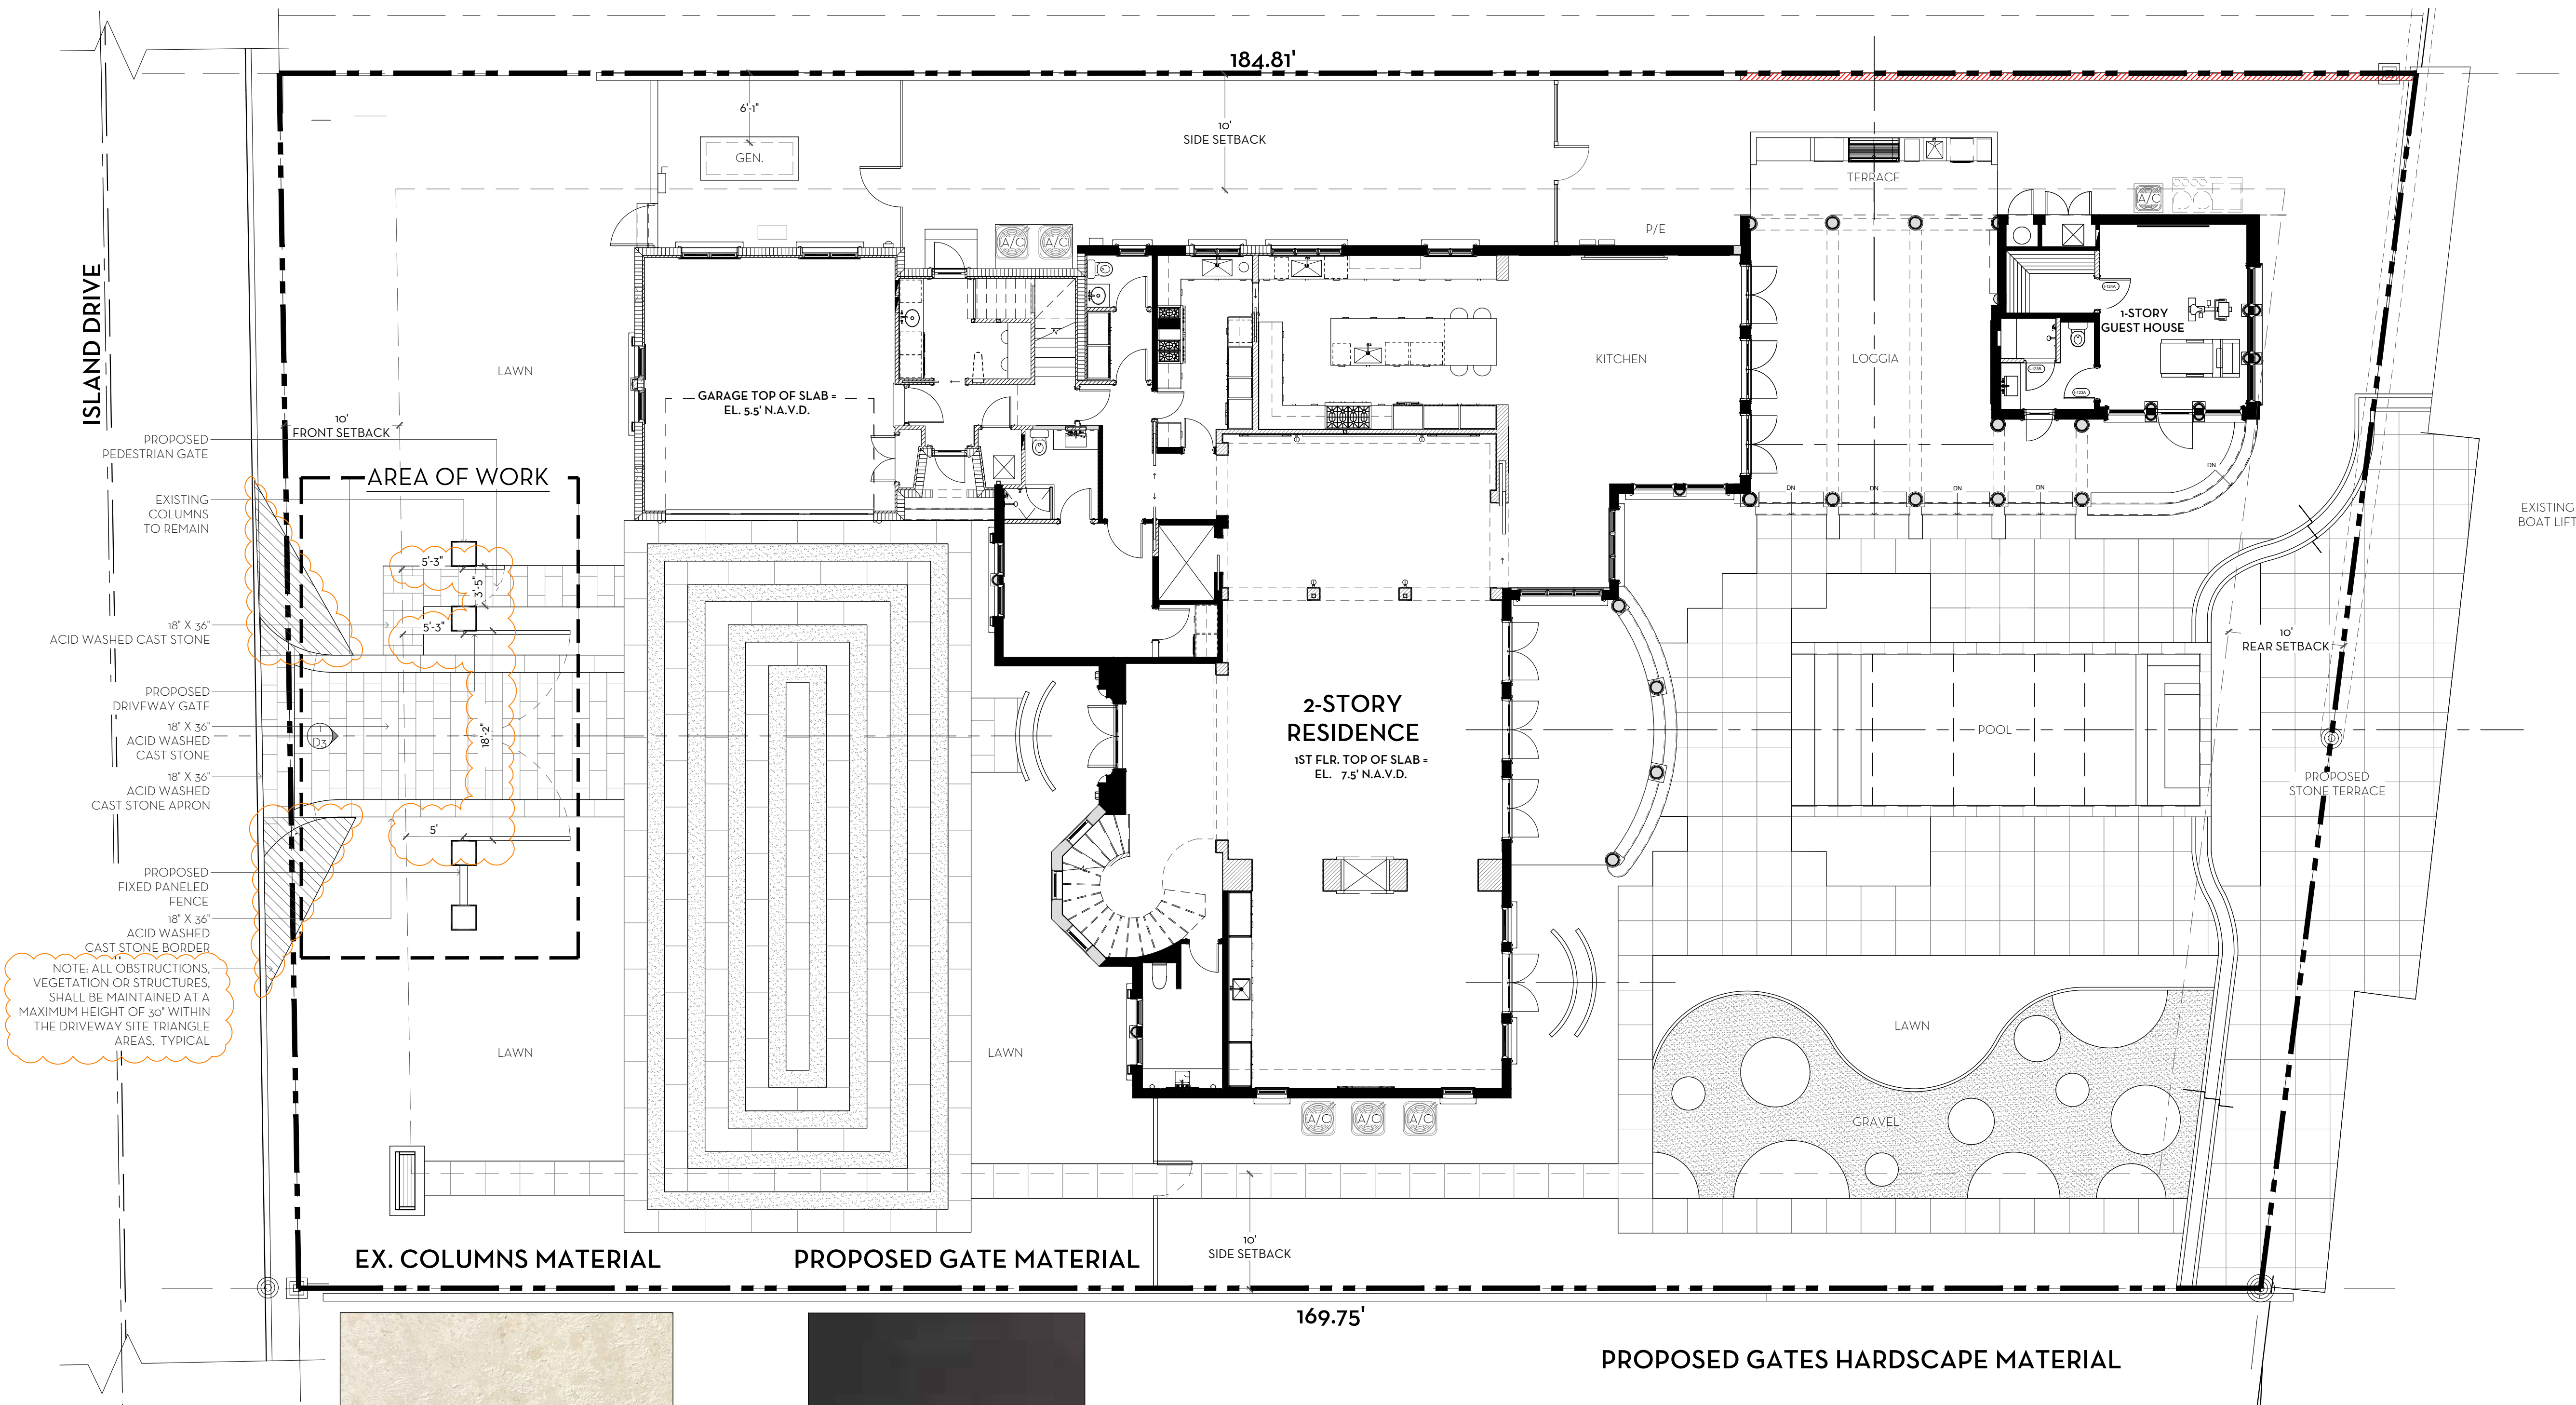 184.81'
6'-1"
10'
SIDE SETBACK
GEN.
TERRACE
A/C
P/E
A/C
A/C
ISLAND DRIVE
1-STORY
GUEST HOUSE
LAWN
KITCHEN
LOGGIA
GARAGE TOP OF SLAB =
EL. 5.5' N.A.V.D.
10'
FRONT SETBACK
PROPOSED
PEDESTRIAN GATE
AREA OF WORK
DN
DN
DN
DN
DN
EXISTING
COLUMNS
TO REMAIN
EXISTING
BOAT LIFT
5'-3"
3'-5"
18" X 36"
ACID WASHED CAST STONE
5'-3"
10'
REAR SETBACK
PROPOSED
DRIVEWAY GATE
18" X 36"
ACID WASHED
CAST STONE
1
D3
18'-2"
2-STORY
RESIDENCE
1ST FLR. TOP OF SLAB =
EL. 7.5' N.A.V.D.
POOL
18" X 36"
ACID WASHED
CAST STONE APRON
PROPOSED
STONE TERRACE
5'
PROPOSED
FIXED PANELED
FENCE
18" X 36"
ACID WASHED
CAST STONE BORDER
NOTE: ALL OBSTRUCTIONS,
VEGETATION OR STRUCTURES,
SHALL BE MAINTAINED AT A
MAXIMUM HEIGHT OF 30" WITHIN
THE DRIVEWAY SITE TRIANGLE
AREAS, TYPICAL
LAWN
LAWN
LAWN
GRAVEL
A/C
A/C
A/C
10'
SIDE SETBACK
EX. COLUMNS MATERIAL
PROPOSED GATE MATERIAL
169.75'
PROPOSED GATES HARDSCAPE MATERIAL